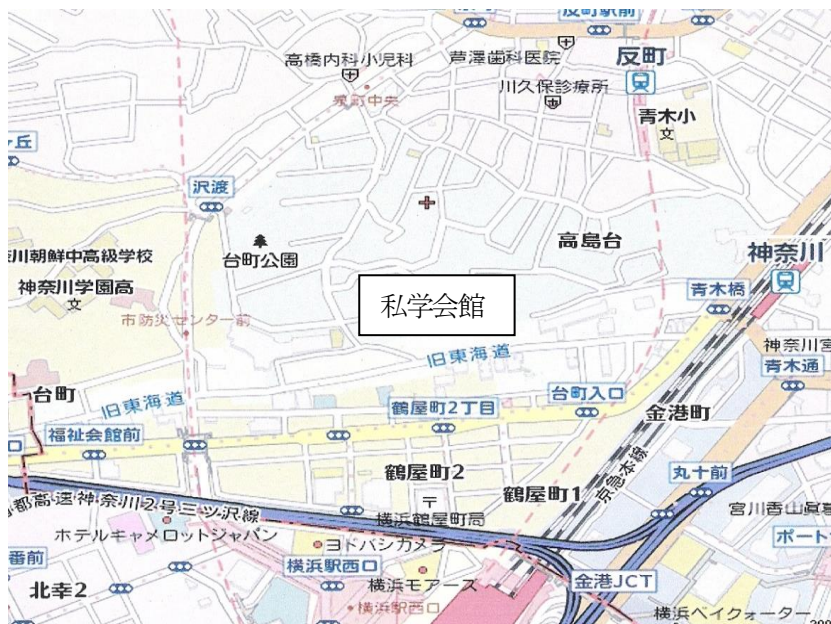 反町駅前
高橋内科小児科
芦澤歯科医院
反町
川久保診療所
泉町中央
青木小
文
沢渡
高島台
台町公園
神奈川
川朝鮮中高級学校
神奈川学園高
文
私学会館
青木橋
市防災センター前
旧東海道
神奈川宮
青木通
台町
旧東海道
台町入口
鶴屋町2丁目
金港町
福祉会館前
京急本線
鶴屋町2
丸十前
鶴屋町1
都高速神奈川2号三ツ沢線
〒
横浜鶴屋町局
宮川香山眞葛
ホテルキャメロットジャパン
ヨドバシカメラ
ポート
番前
横浜駅西口
北幸2
横浜モアーズ
金港JCT
横浜駅西口
横浜ベイクォーター